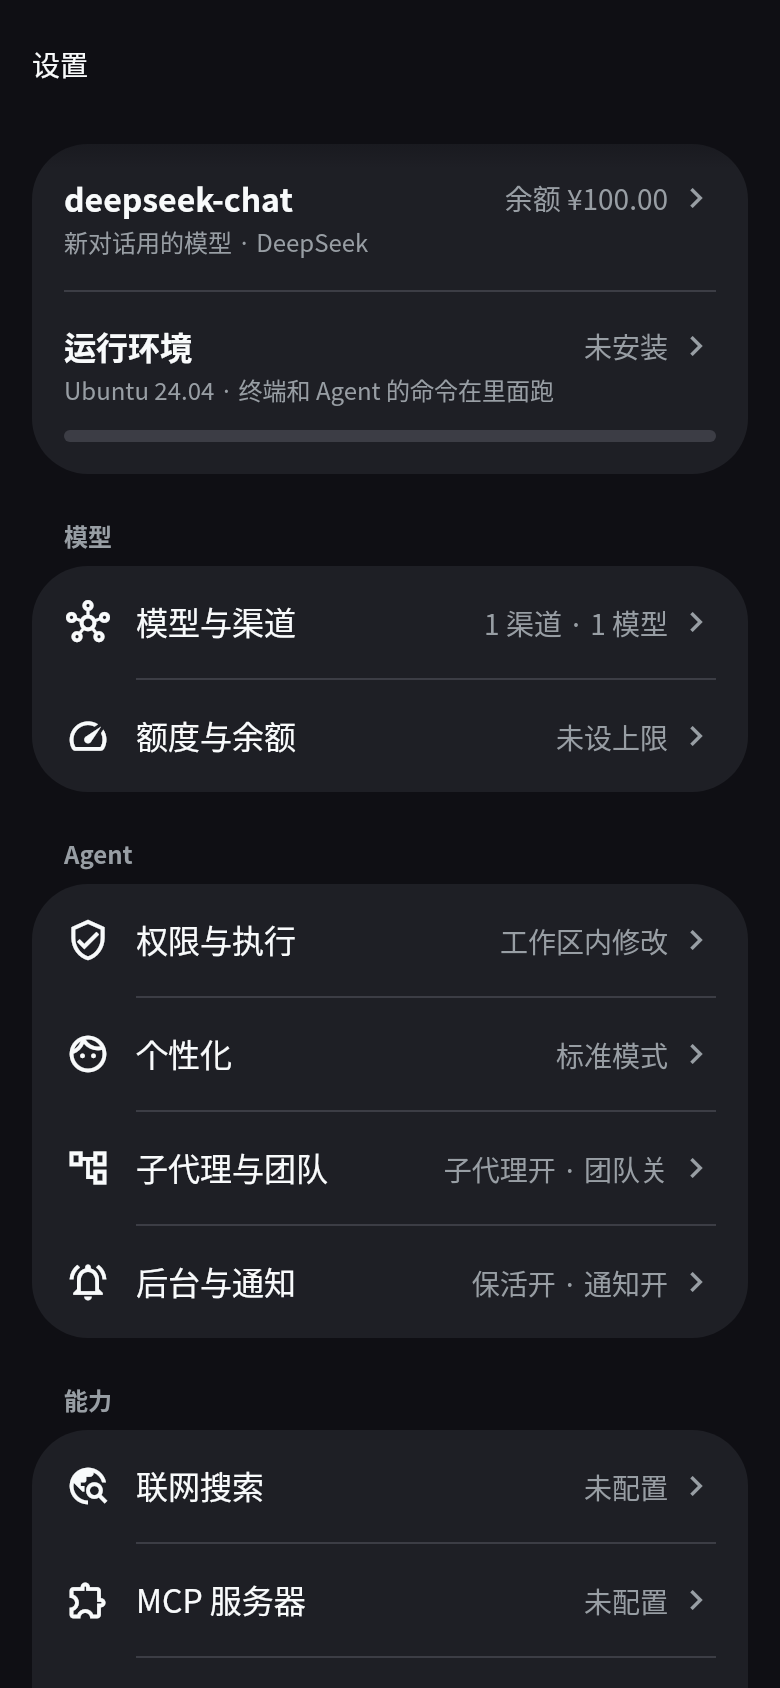 设置
deepseek-chat
余额 ¥100.00
新对话用的模型 · DeepSeek
运行环境
未安装
Ubuntu 24.04 · 终端和 Agent 的命令在里面跑
模型
模型与渠道
1 渠道 · 1 模型
额度与余额
未设上限
Agent
权限与执行
工作区内修改
个性化
标准模式
子代理与团队
子代理开 · 团队关
后台与通知
保活开 · 通知开
能力
联网搜索
未配置
MCP 服务器
未配置